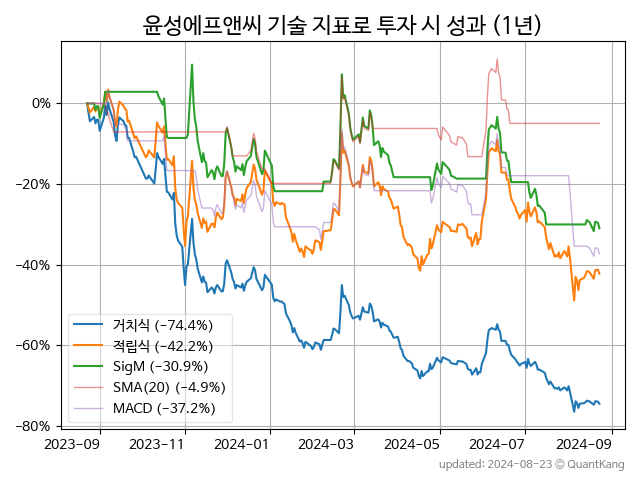 윤성에프앤씨 기술 지표로 투자 시 성과 (1년)
0%
−20%
−40%
−60%
−80%
거치식 (−74.4%)
적립식 (−42.2%)
SigM (−30.9%)
SMA(20) (−4.9%)
MACD (−37.2%)
2023−09 2023−11 2024−01 2024−03 2024−05 2024−07 2024−09
updated: 2024-08-23 © QuantKang